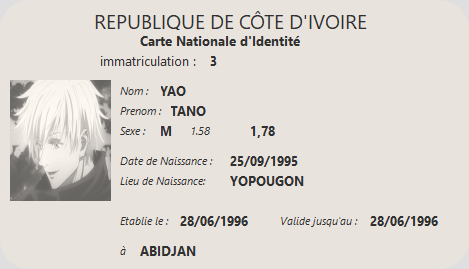 REPUBLIQUE DE CÔTE D'IVOIRE
Carte Nationale d'Identité
immatriculation : 3
Nom : YAO
Prenom : TANO
Sexe : M 1.58 1,78
Date de Naissance : 25/09/1995
Lieu de Naissance: YOPOUGON
Etablie le : 28/06/1996 Valide jusqu'au : 28/06/1996
à ABIDJAN